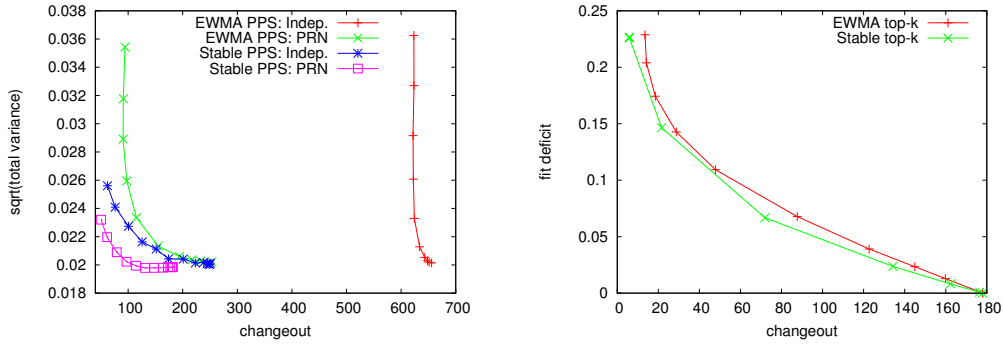 EWMA PPS: Indep.
EWMA PPS: PRN
Stable PPS: Indep.
Stable PPS: PRN
sqrt(total variance)
0.038
0.036
0.034
0.032
0.03
0.028
0.026
0.024
0.022
0.02
0.018
100 200 300 400 500 600 700
changeout
EWMA top-k
Stable top-k
fit deficit
0.25
0.2
0.15
0.1
0.05
0
0 20 40 60 80 100 120 140 160 180
changeout